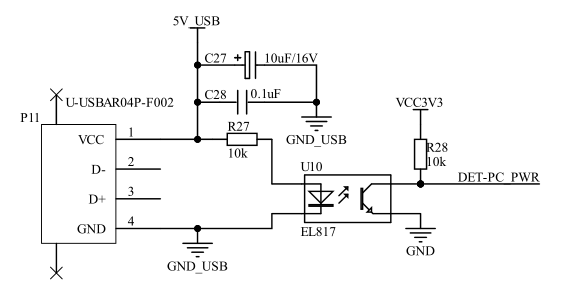 5V_USB
C27
+
10uF/16V
U-USBAR04P-F002
C28
0.1uF
VCC3V3
P11
GND_USB
VCC
1
R27
10k
R28
10k
D-
2
U10
DET-PC_PWR
D+
3
GND
4
EL817
GND
GND_USB